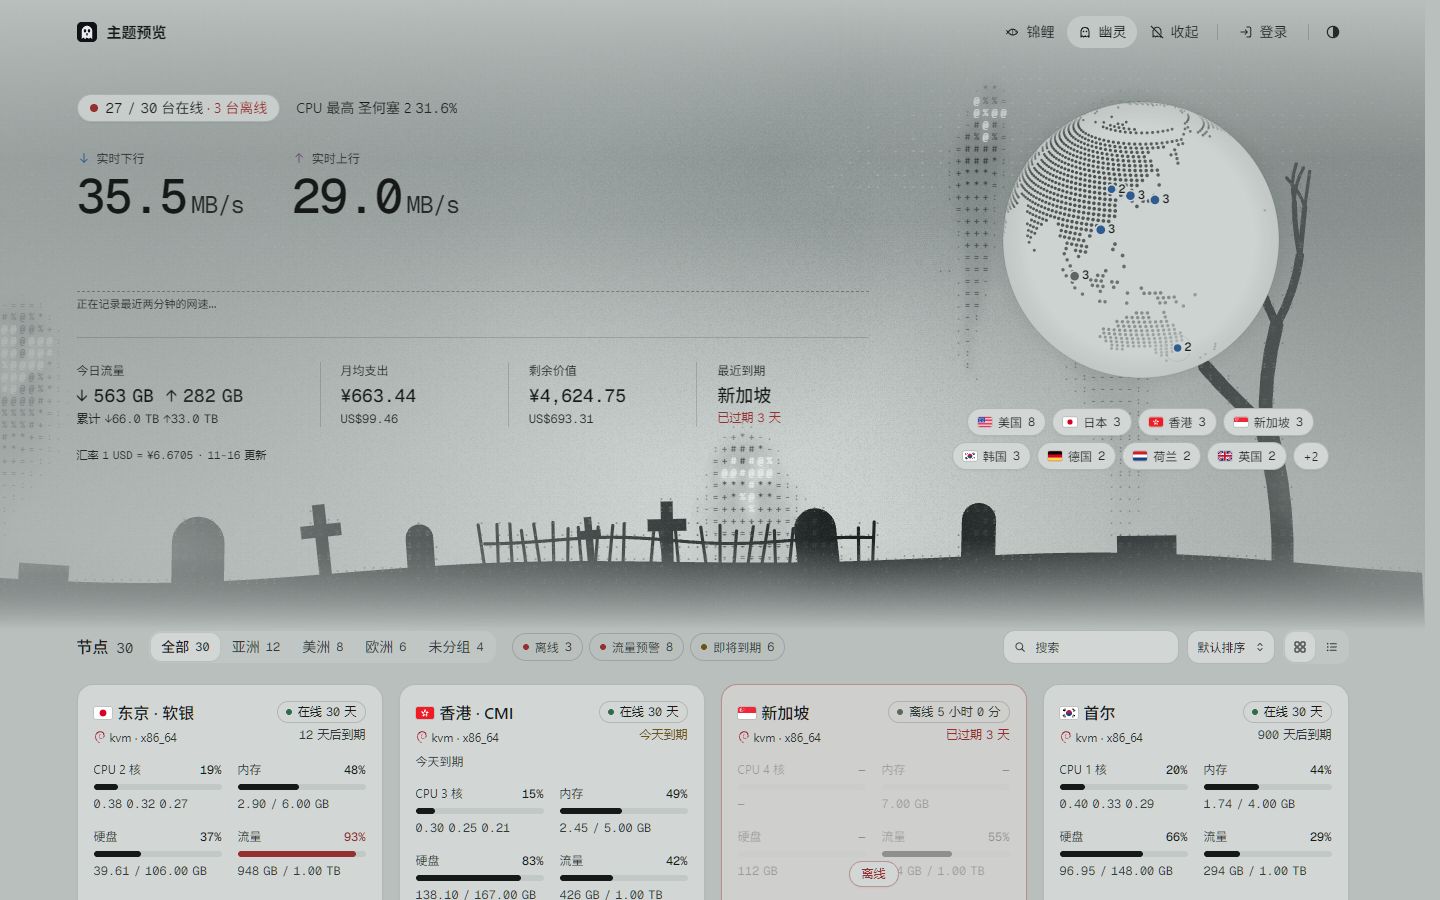 主题预览
锦鲤 幽灵 收起 登录
27 / 30 台在线 · 3 台离线 CPU 最高 圣何塞 2 31.6%
↓ 实时下行 ↑ 实时上行
35.5 MB/s 29.0 MB/s
正在记录最近两分钟的网速...
2 3 3
3
3
2
今日流量 月均支出 剩余价值 最近到期
↓ 563 GB ↑ 282 GB ¥663.44 ¥4,624.75 新加坡
累计 ↓66.0 TB ↑33.0 TB US$99.46 US$693.31 已过期 3 天
汇率 1 USD = ¥6.6705 · 11-16 更新
美国 8 日本 3 香港 3 新加坡 3
韩国 3 德国 2 荷兰 2 英国 2 +2
节点 30 全部 30 亚洲 12 美洲 8 欧洲 6 未分组 4 离线 3 流量预警 8 即将到期 6 搜索 默认排序
东京 · 软银 在线 30 天
kvm · x86_64 12 天后到期
CPU 2 核 19% 内存 48%
0.38 0.32 0.27 2.90 / 6.00 GB
硬盘 37% 流量 93%
39.61 / 106.00 GB 948 GB / 1.00 TB
香港 · CMI 在线 30 天
kvm · x86_64 今天到期
今天到期
CPU 3 核 15% 内存 49%
0.30 0.25 0.21 2.45 / 5.00 GB
硬盘 83% 流量 42%
138.10 / 167.00 GB 426 GB / 1.00 TB
新加坡 离线 5 小时 0 分
kvm · x86_64 已过期 3 天
CPU 4 核 – 内存 –
– 7.00 GB
硬盘 – 流量 55%
112 GB 离线 4 GB / 1.00 TB
首尔 在线 30 天
kvm · x86_64 900 天后到期
CPU 1 核 20% 内存 44%
0.40 0.33 0.29 1.74 / 4.00 GB
硬盘 66% 流量 29%
96.95 / 148.00 GB 294 GB / 1.00 TB